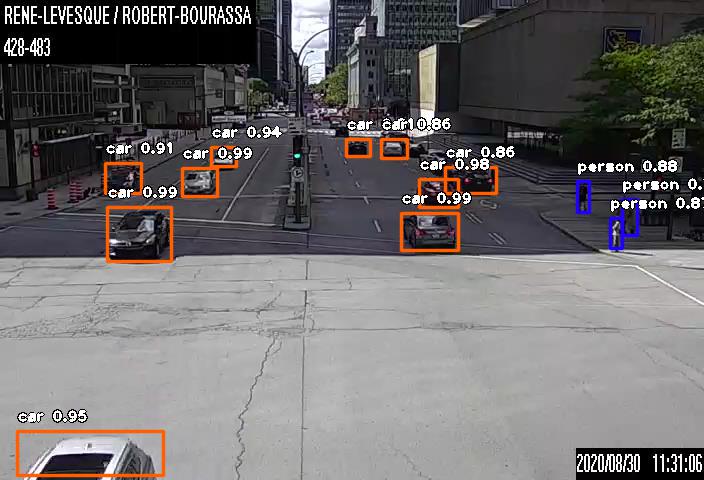 RENE-LEVESQUE / ROBERT-BOURASSA
428-483
car 0.94
car 0.91
car 0.99
car 0.99
car 0.86
car 0.98
car 0.86
car 0.99
person 0.88
person 0.87
car 0.95
2020/08/30 11:31:06